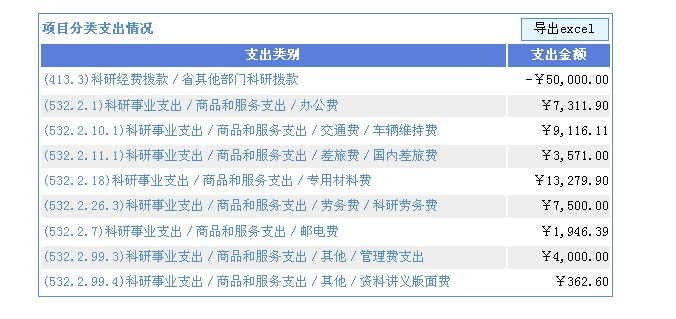 项目分类支出情况 导出excel
支出类别 支出金额
(413.3)科研经费拨款/省其他部门科研拨款 -￥50,000.00
(532.2.1)科研事业支出/商品和服务支出/办公费 ￥7,311.90
(532.2.10.1)科研事业支出/商品和服务支出/交通费/车辆维持费 ￥9,116.11
(532.2.11.1)科研事业支出/商品和服务支出/差旅费/国内差旅费 ￥3,571.00
(532.2.18)科研事业支出/商品和服务支出/专用材料费 ￥13,279.90
(532.2.26.3)科研事业支出/商品和服务支出/劳务费/科研劳务费 ￥7,500.00
(532.2.7)科研事业支出/商品和服务支出/邮电费 ￥1,946.39
(532.2.99.3)科研事业支出/商品和服务支出/其他/管理费支出 ￥4,000.00
(532.2.99.4)科研事业支出/商品和服务支出/其他/资料讲义版面费 ￥362.60